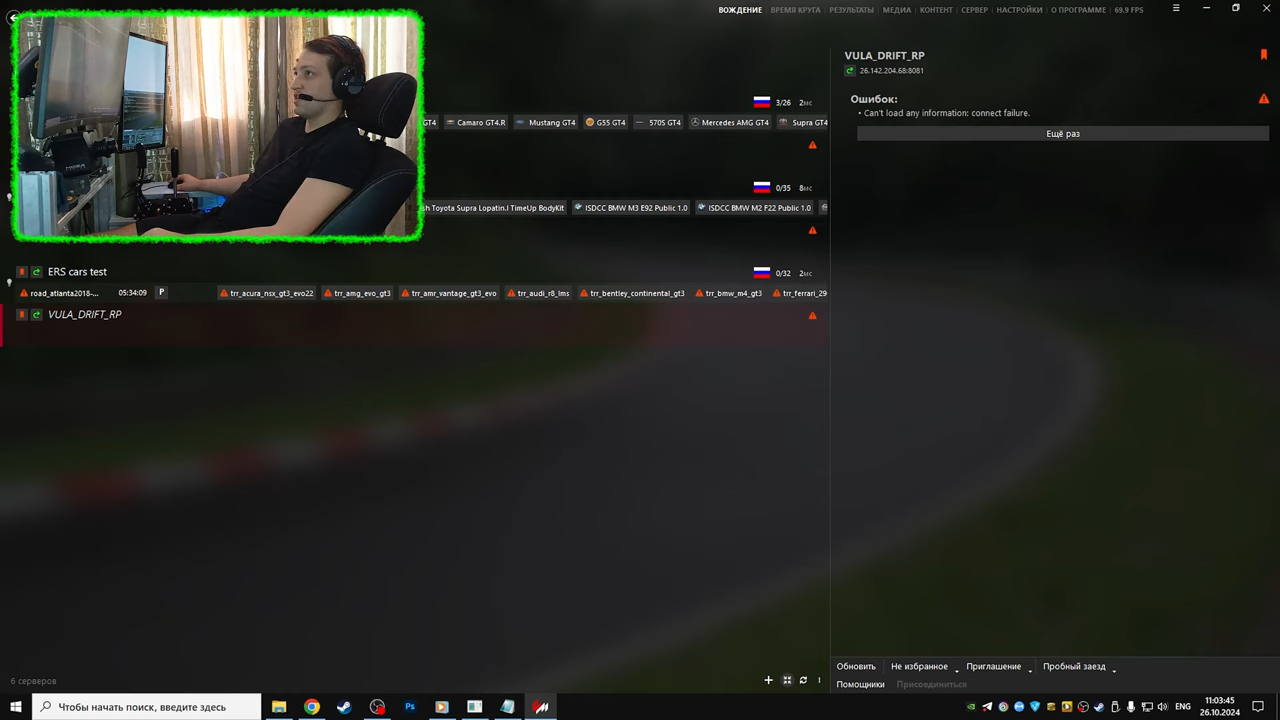 ВОЖДЕНИЕ | ВРЕМЯ КРУГА | РЕЗУЛЬТАТЫ | МЕДИА | КОНТЕНТ | СЕРВЕР | НАСТРОЙКИ | О ПРОГРАММЕ | 69.9 FPS
3/26 2мс
GT4 Camaro GT4.R Mustang GT4 G55 GT4 570S GT4 Mercedes AMG GT4 Supra GT4
0/35 8мс
sh Toyota Supra Lopatin.I TimeUp BodyKit ISDCC BMW M3 E92 Public 1.0 ISDCC BMW M2 F22 Public 1.0
ERS cars test 0/32 2мс
road_atlanta2018-... 05:34:09 P trr_acura_nsx_gt3_evo22 trr_amg_evo_gt3 trr_amr_vantage_gt3_evo trr_audi_r8_lms trr_bentley_continental_gt3 trr_bmw_m4_gt3 trr_ferrari_29
VULA_DRIFT_RP
6 серверов
VULA_DRIFT_RP
26.142.204.68:8081
Ошибок:
• Can't load any information: connect failure.
Ещё раз
Обновить Не избранное Приглашение Пробный заезд
Помощники Присоединиться
Чтобы начать поиск, введите здесь
Ps
ENG
11:03:45
26.10.2024